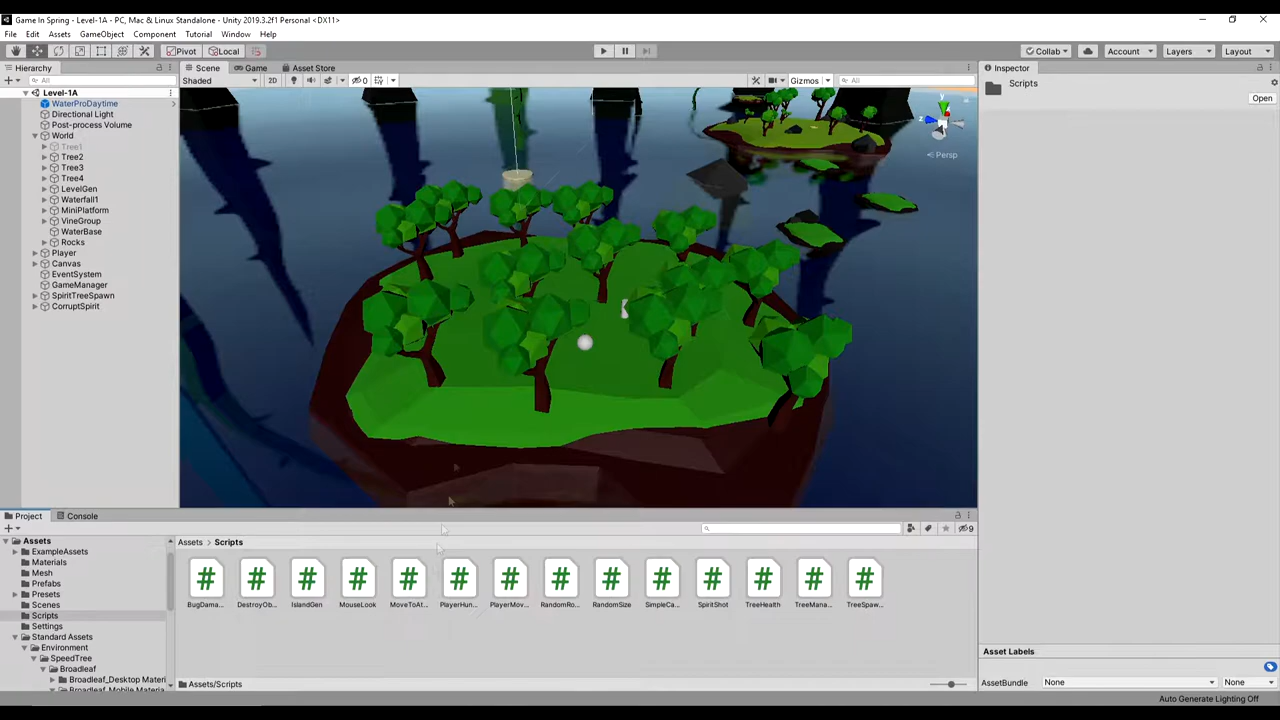 Game In Spring - Level-1A - PC, Mac & Linux Standalone - Unity 2019.3.2f1 Personal <DX11>
File Edit Assets GameObject Component Tutorial Window Help
Pivot Local Collab Account Layers Layout
Hierarchy
All
Level-1A
WaterProDaytime
Directional Light
Post-process Volume
World
Tree1
Tree2
Tree3
Tree4
LevelGen
Waterfall1
MiniPlatform
VineGroup
WaterBase
Rocks
Player
Canvas
EventSystem
GameManager
SpiritTreeSpawn
CorruptSpirit
Scene Game Asset Store
Shaded 2D 0 Gizmos All
y
z
Persp
Inspector
Scripts
Open
Project Console
9
Assets
ExampleAssets
Materials
Mesh
Prefabs
Presets
Scenes
Scripts
Settings
Standard Assets
Environment
SpeedTree
Broadleaf
Broadleaf_Desktop Materi
Broadleaf_Mobile Materia
Assets > Scripts
# # # # # # # # # # # # # #
BugDama... DestroyOb... IslandGen MouseLook MoveToAt... PlayerHun... PlayerMov... RandomRo... RandomSize SimpleCa... SpiritShot TreeHealth TreeMana... TreeSpaw...
Assets/Scripts
Asset Labels
AssetBundle None None
Auto Generate Lighting Off